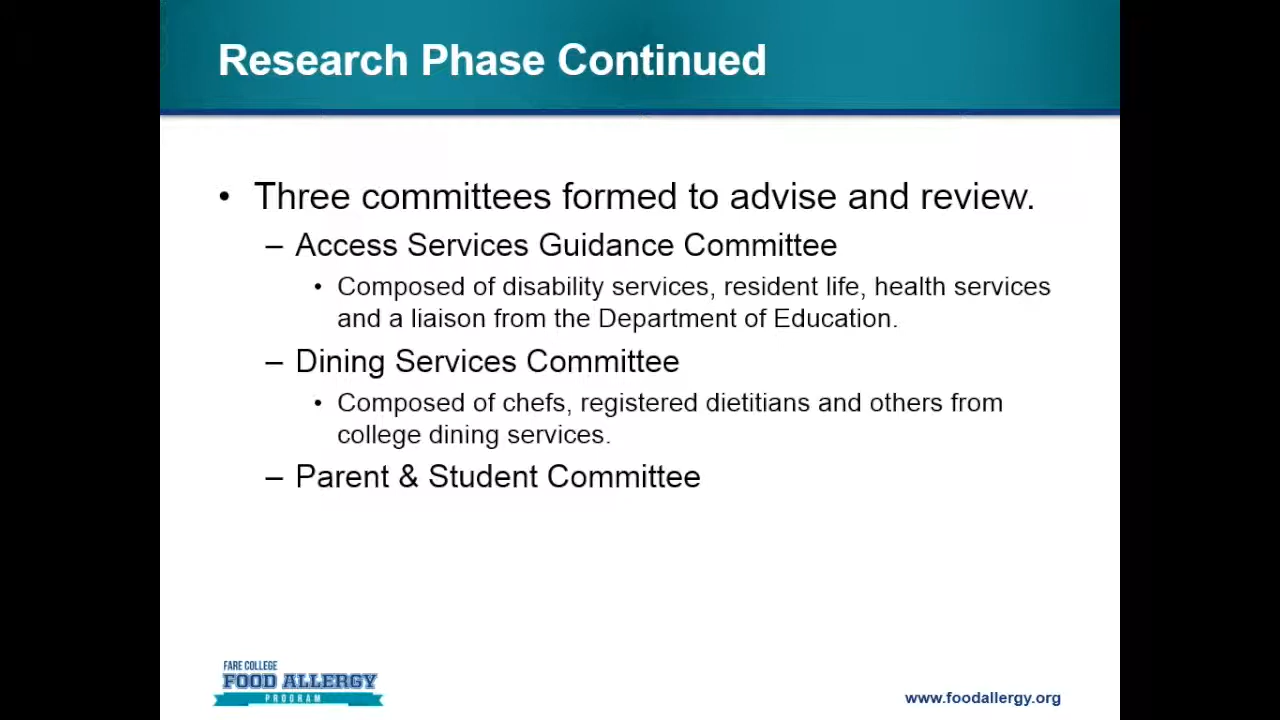 Research Phase Continued
• Three committees formed to advise and review.
– Access Services Guidance Committee
• Composed of disability services, resident life, health services
and a liaison from the Department of Education.
– Dining Services Committee
• Composed of chefs, registered dietitians and others from
college dining services.
– Parent & Student Committee
FARE COLLEGE
FOOD ALLERGY
PROGRAM
www.foodallergy.org